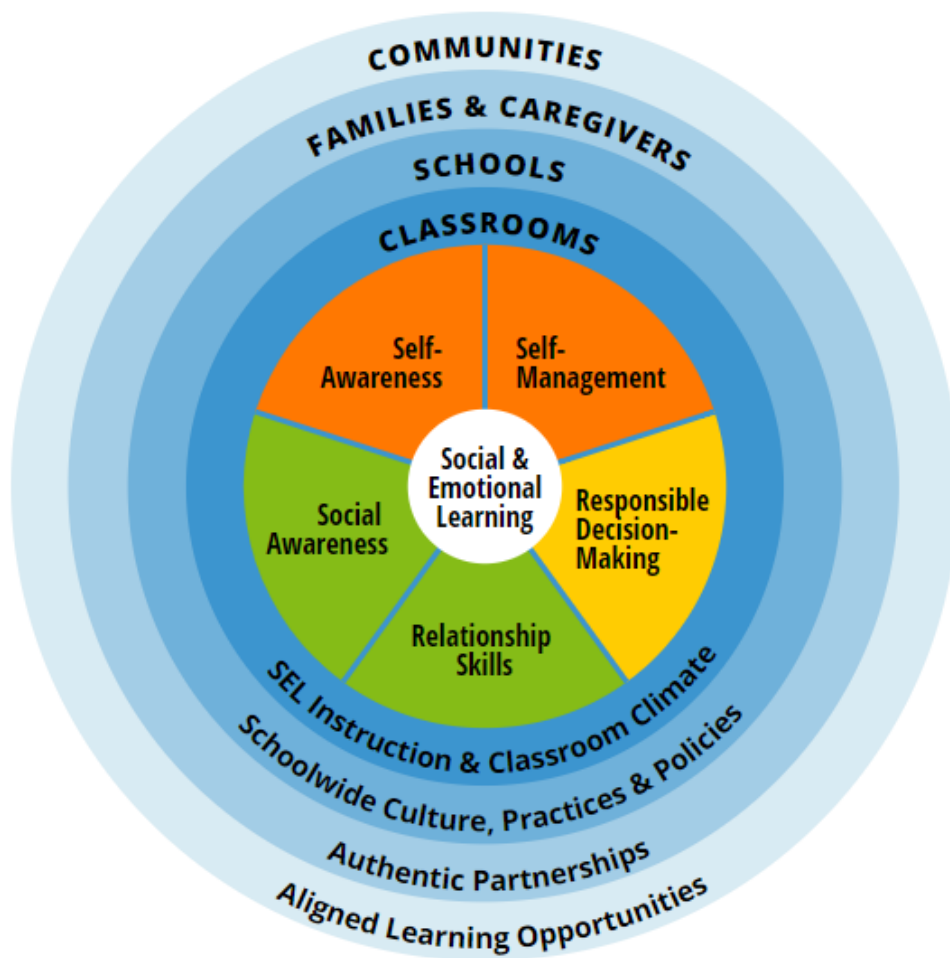 COMMUNITIES
FAMILIES & CAREGIVERS
SCHOOLS
CLASSROOMS
Self-
Awareness
Self-
Management
Social &
Emotional
Learning
Social
Awareness
Responsible
Decision-
Making
Relationship
Skills
SEL Instruction & Classroom Climate
Schoolwide Culture, Practices & Policies
Authentic Partnerships
Aligned Learning Opportunities